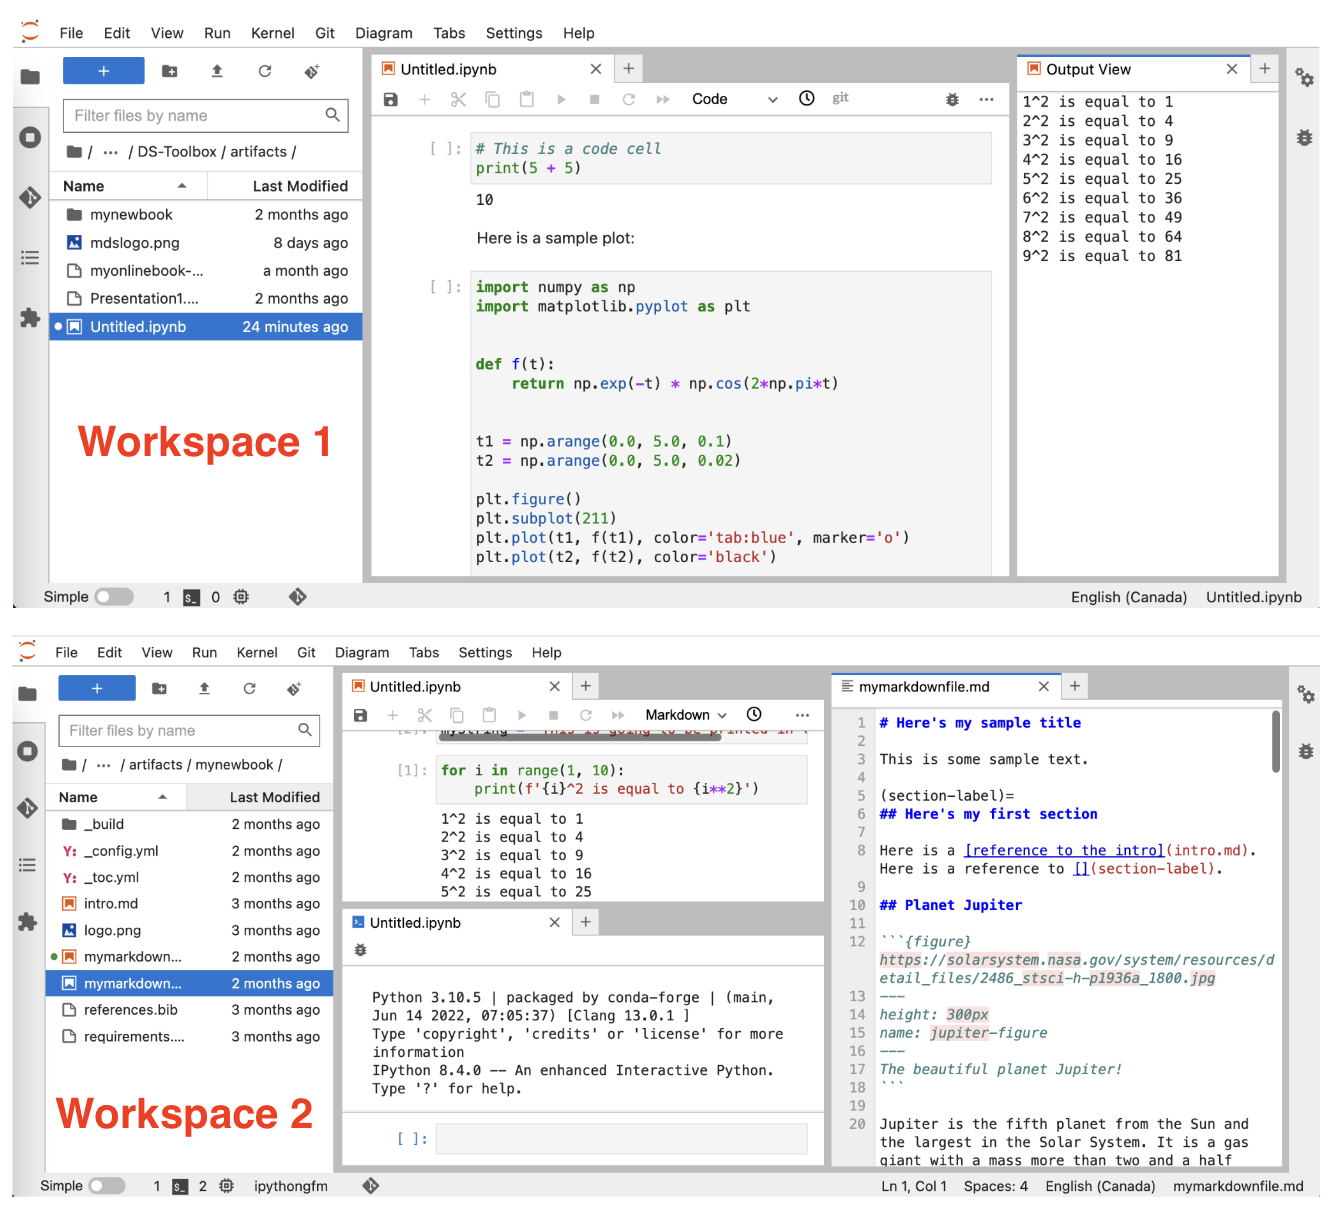 File Edit View Run Kernel Git Diagram Tabs Settings Help
+
Filter files by name
/ ··· / DS-Toolbox / artifacts /
Name Last Modified
mynewbook 2 months ago
mdslogo.png 8 days ago
myonlinebook-... a month ago
Presentation1.... 2 months ago
Untitled.ipynb 24 minutes ago
Workspace 1
Untitled.ipynb × +
Code git ···
[ ]: # This is a code cell
print(5 + 5)
10
Here is a sample plot:
[ ]: import numpy as np
import matplotlib.pyplot as plt
def f(t):
return np.exp(-t) * np.cos(2*np.pi*t)
t1 = np.arange(0.0, 5.0, 0.1)
t2 = np.arange(0.0, 5.0, 0.02)
plt.figure()
plt.subplot(211)
plt.plot(t1, f(t1), color='tab:blue', marker='o')
plt.plot(t2, f(t2), color='black')
Output View × +
1^2 is equal to 1
2^2 is equal to 4
3^2 is equal to 9
4^2 is equal to 16
5^2 is equal to 25
6^2 is equal to 36
7^2 is equal to 49
8^2 is equal to 64
9^2 is equal to 81
Simple 1 $_ 0 English (Canada) Untitled.ipynb
File Edit View Run Kernel Git Diagram Tabs Settings Help
+
Filter files by name
/ ··· / artifacts / mynewbook /
Name Last Modified
_build 2 months ago
Y: _config.yml 2 months ago
Y: _toc.yml 2 months ago
intro.md 3 months ago
logo.png 3 months ago
mymarkdown... 2 months ago
mymarkdown... 2 months ago
references.bib 3 months ago
requirements.... 3 months ago
Workspace 2
Untitled.ipynb × +
Markdown ···
[2]: myString = "This is going to be printed in
[1]: for i in range(1, 10):
print(f'{i}^2 is equal to {i**2}')
1^2 is equal to 1
2^2 is equal to 4
3^2 is equal to 9
4^2 is equal to 16
5^2 is equal to 25
Untitled.ipynb × +
Python 3.10.5 | packaged by conda-forge | (main,
Jun 14 2022, 07:05:37) [Clang 13.0.1 ]
Type 'copyright', 'credits' or 'license' for more
information
IPython 8.4.0 -- An enhanced Interactive Python.
Type '?' for help.
[ ]:
mymarkdownfile.md × +
1 # Here's my sample title
2
3 This is some sample text.
4
5 (section-label)=
6 ## Here's my first section
7
8 Here is a [reference to the intro](intro.md).
Here is a reference to [](section-label).
9
10 ## Planet Jupiter
11
12 ```{figure}
https://solarsystem.nasa.gov/system/resources/d
etail_files/2486_stsci-h-p1936a_1800.jpg
13 ---
14 height: 300px
15 name: jupiter-figure
16 ---
17 The beautiful planet Jupiter!
18 ```
19
20 Jupiter is the fifth planet from the Sun and
the largest in the Solar System. It is a gas
giant with a mass more than two and a half
Simple 1 $_ 2 ipythongfm Ln 1, Col 1 Spaces: 4 English (Canada) mymarkdownfile.md